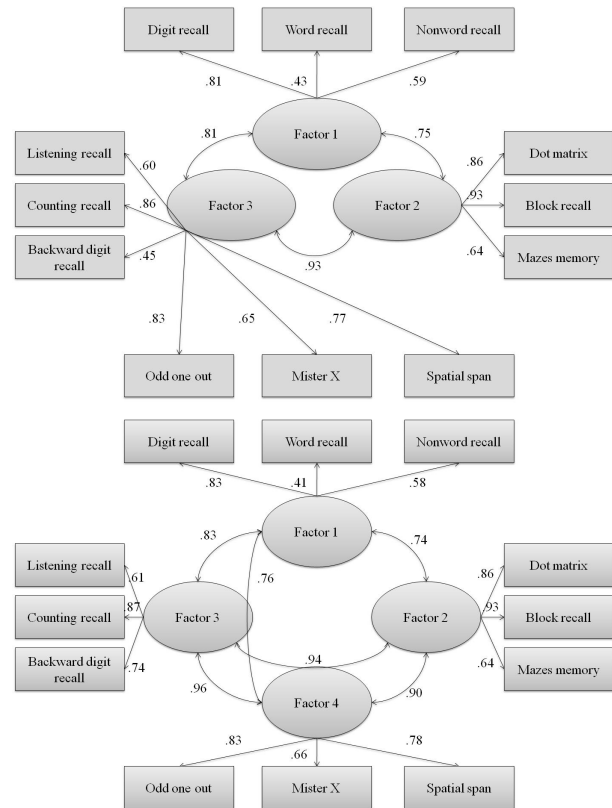 Digit recall
Word recall
Nonword recall
.81
.43
.59
Factor 1
.81
.75
Listening recall
.60
.86
Dot matrix
Counting recall
.86
Factor 3
Factor 2
.93
Block recall
Backward digit
recall
.45
.93
.64
Mazes memory
.83
.65
.77
Odd one out
Mister X
Spatial span
Digit recall
Word recall
Nonword recall
.83
.41
.58
Factor 1
.83
.74
Listening recall
.61
.76
.86
Dot matrix
Counting recall
.87
Factor 3
Factor 2
.93
Block recall
Backward digit
recall
.74
.94
.64
Mazes memory
.96
.90
Factor 4
.83
.66
.78
Odd one out
Mister X
Spatial span